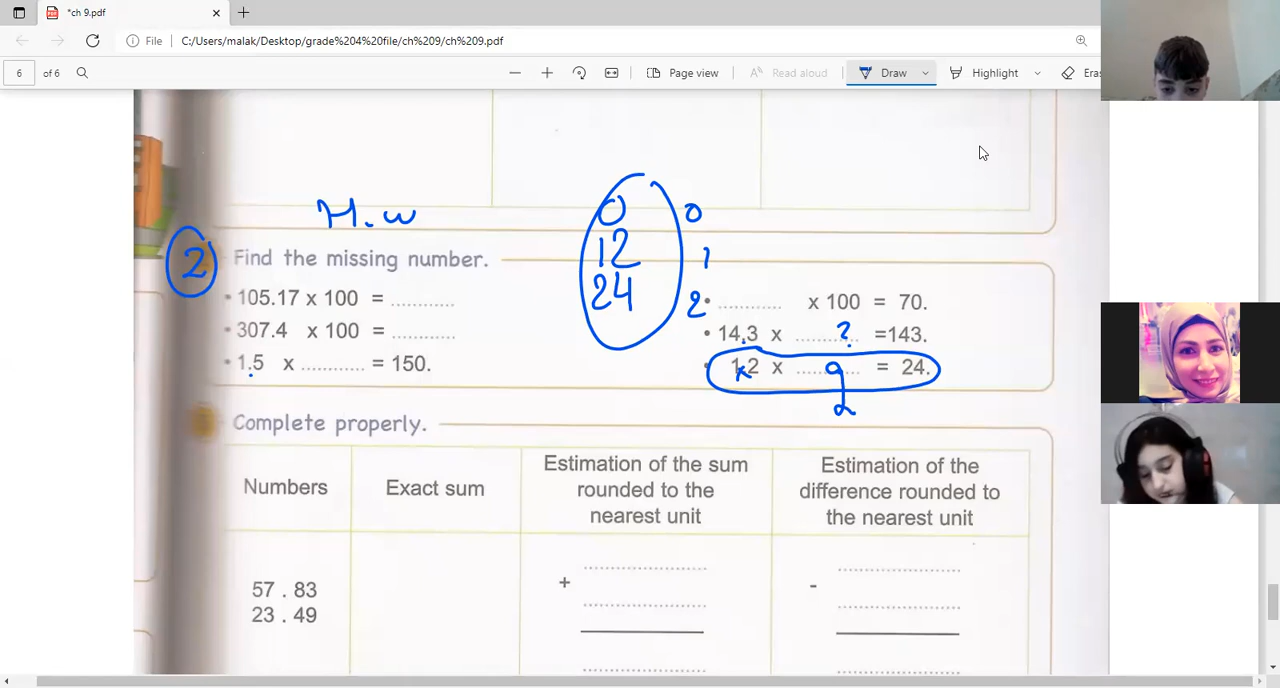 *ch 9.pdf
File C:/Users/malak/Desktop/grade%204%20file/ch%209/ch%209.pdf
6 of 6 Page view Read aloud Draw Highlight Eras
H.w
0 0
12 1
24 2
2 Find the missing number.
• 105.17 x 100 = ............
• 307.4 x 100 = ............
• 1.5 x ............ = 150.
• ............ x 100 = 70.
• 14.3 x ......?...... =143.
• 1.2 x ............ = 24.
2
Complete properly.
Numbers
Exact sum
Estimation of the sum
rounded to the
nearest unit
Estimation of the
difference rounded to
the nearest unit
57 . 83
23 . 49
+
-